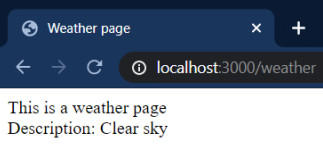 Weather page
localhost:3000/weather
This is a weather page
Description: Clear sky